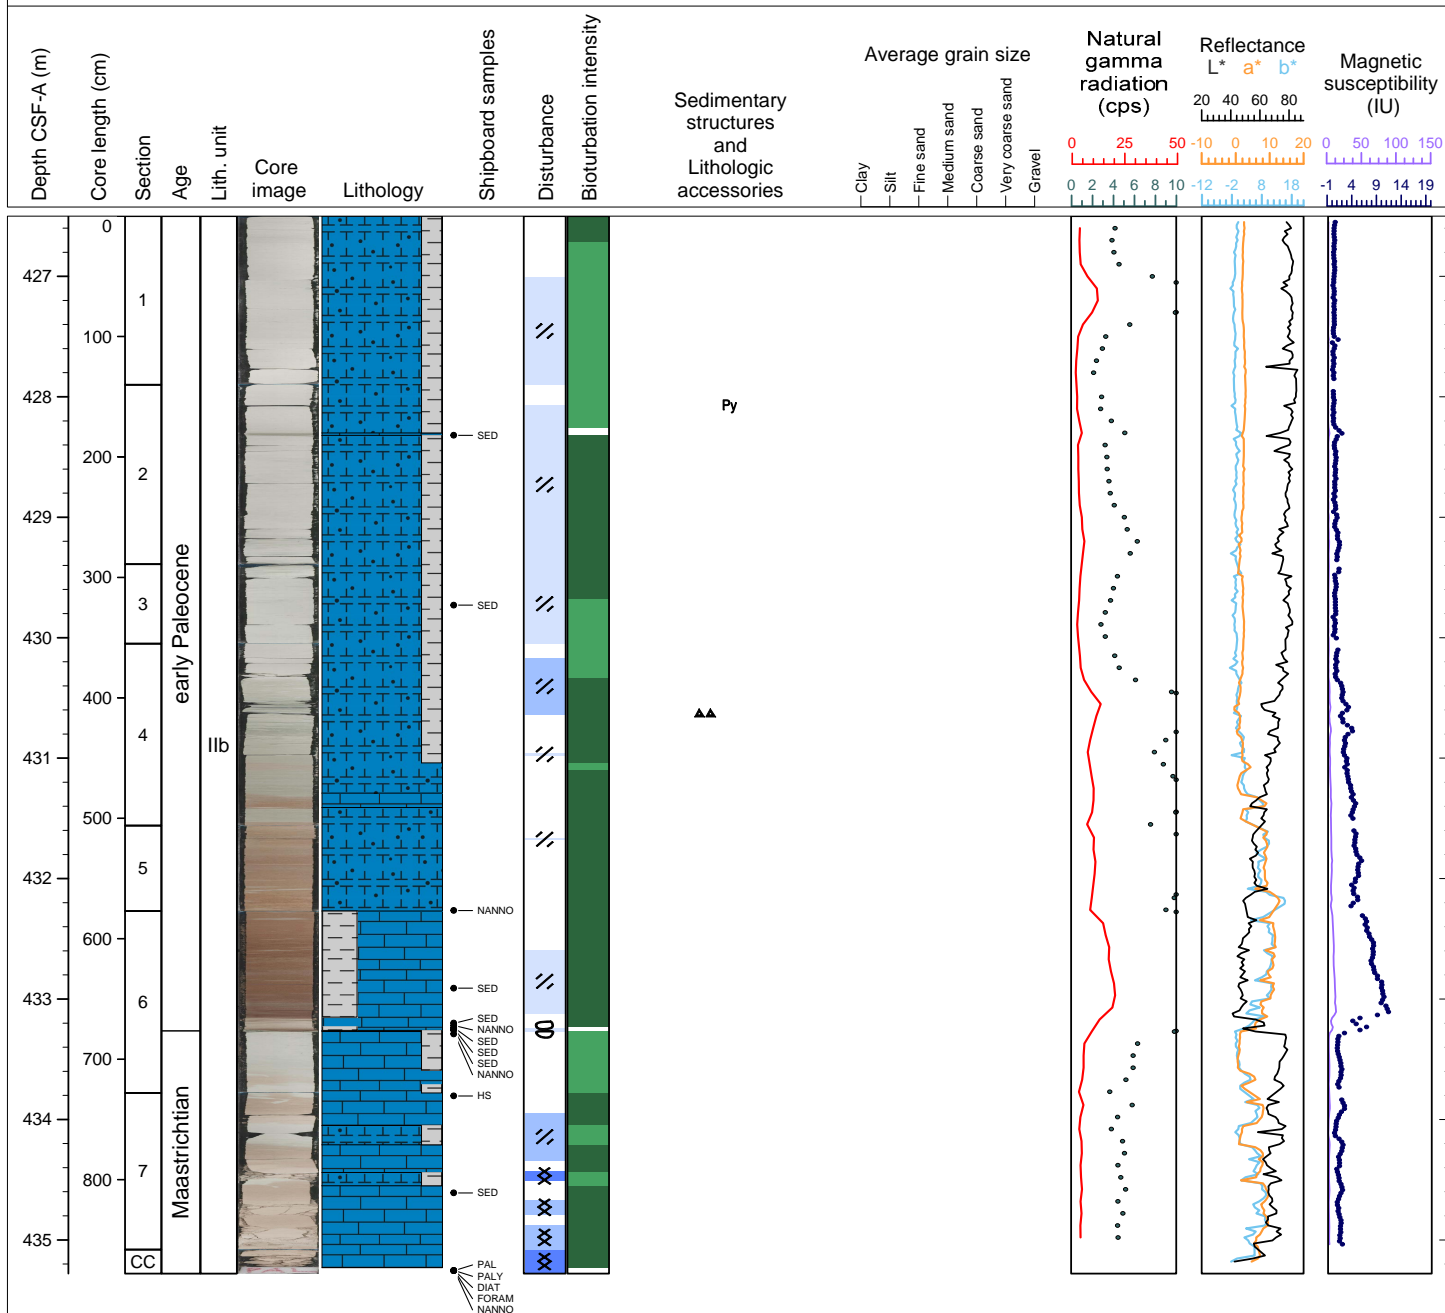 Depth CSF-A (m)
Core length (cm)
Section
Age
Lith. unit
Core
image
Lithology
Shipboard samples
Disturbance
Bioturbation intensity
Sedimentary
structures
and
Lithologic
accessories
Average grain size
Clay
Silt
Fine sand
Medium sand
Coarse sand
Very coarse sand
Gravel
Natural
gamma
radiation
(cps)
0 25 50
0 2 4 6 8 10
Reflectance
L* a* b*
20 40 60 80
-10 0 10 20
-12 -2 8 18
Magnetic
susceptibility
(IU)
0 50 100 150
-1 4 9 14 19
427
428
429
430
431
432
433
434
435
0
100
200
300
400
500
600
700
800
1
2
3
4
5
6
7
CC
early Paleocene
Maastrichtian
IIb
SED
SED
NANNO
SED
SED
NANNO
SED
SED
SED
NANNO
HS
SED
PAL
PALY
DIAT
FORAM
NANNO
Py